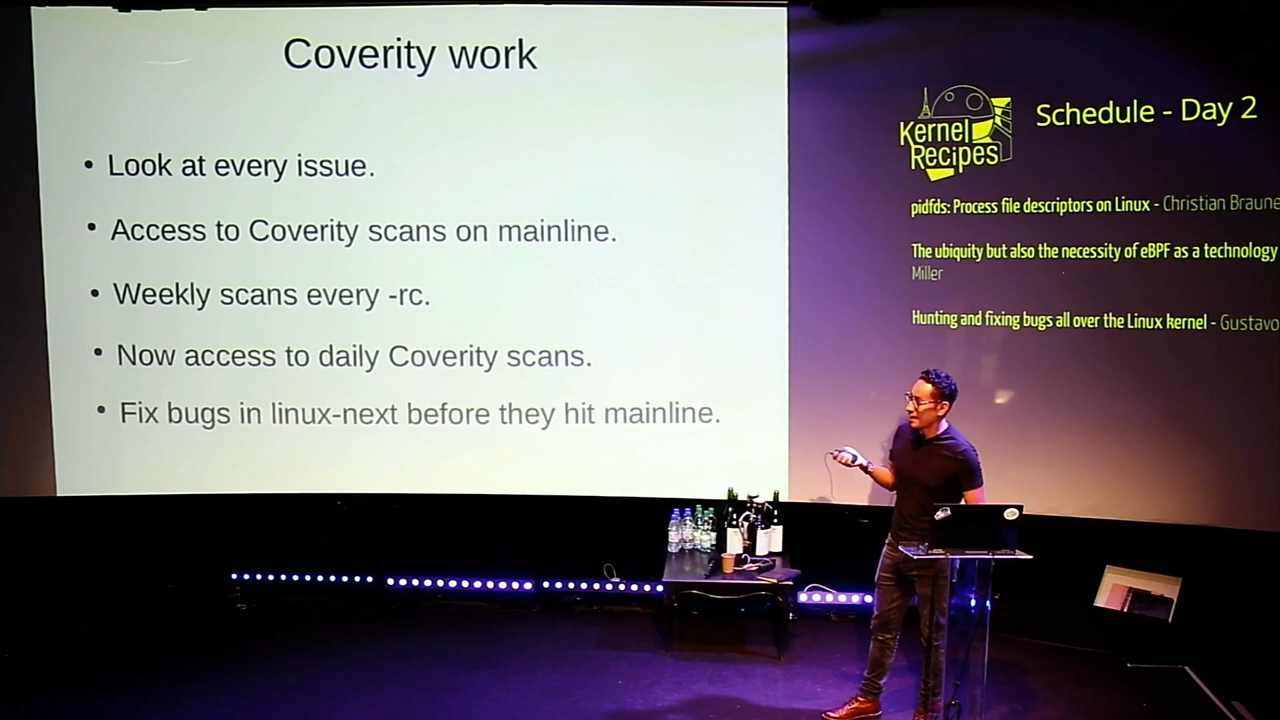 Coverity work
• Look at every issue.
• Access to Coverity scans on mainline.
• Weekly scans every -rc.
• Now access to daily Coverity scans.
• Fix bugs in linux-next before they hit mainline.
Kernel
Recipes
Schedule - Day 2
pidfds: Process file descriptors on Linux - Christian Braune
The ubiquity but also the necessity of eBPF as a technology
Miller
Hunting and fixing bugs all over the Linux kernel - Gustavo